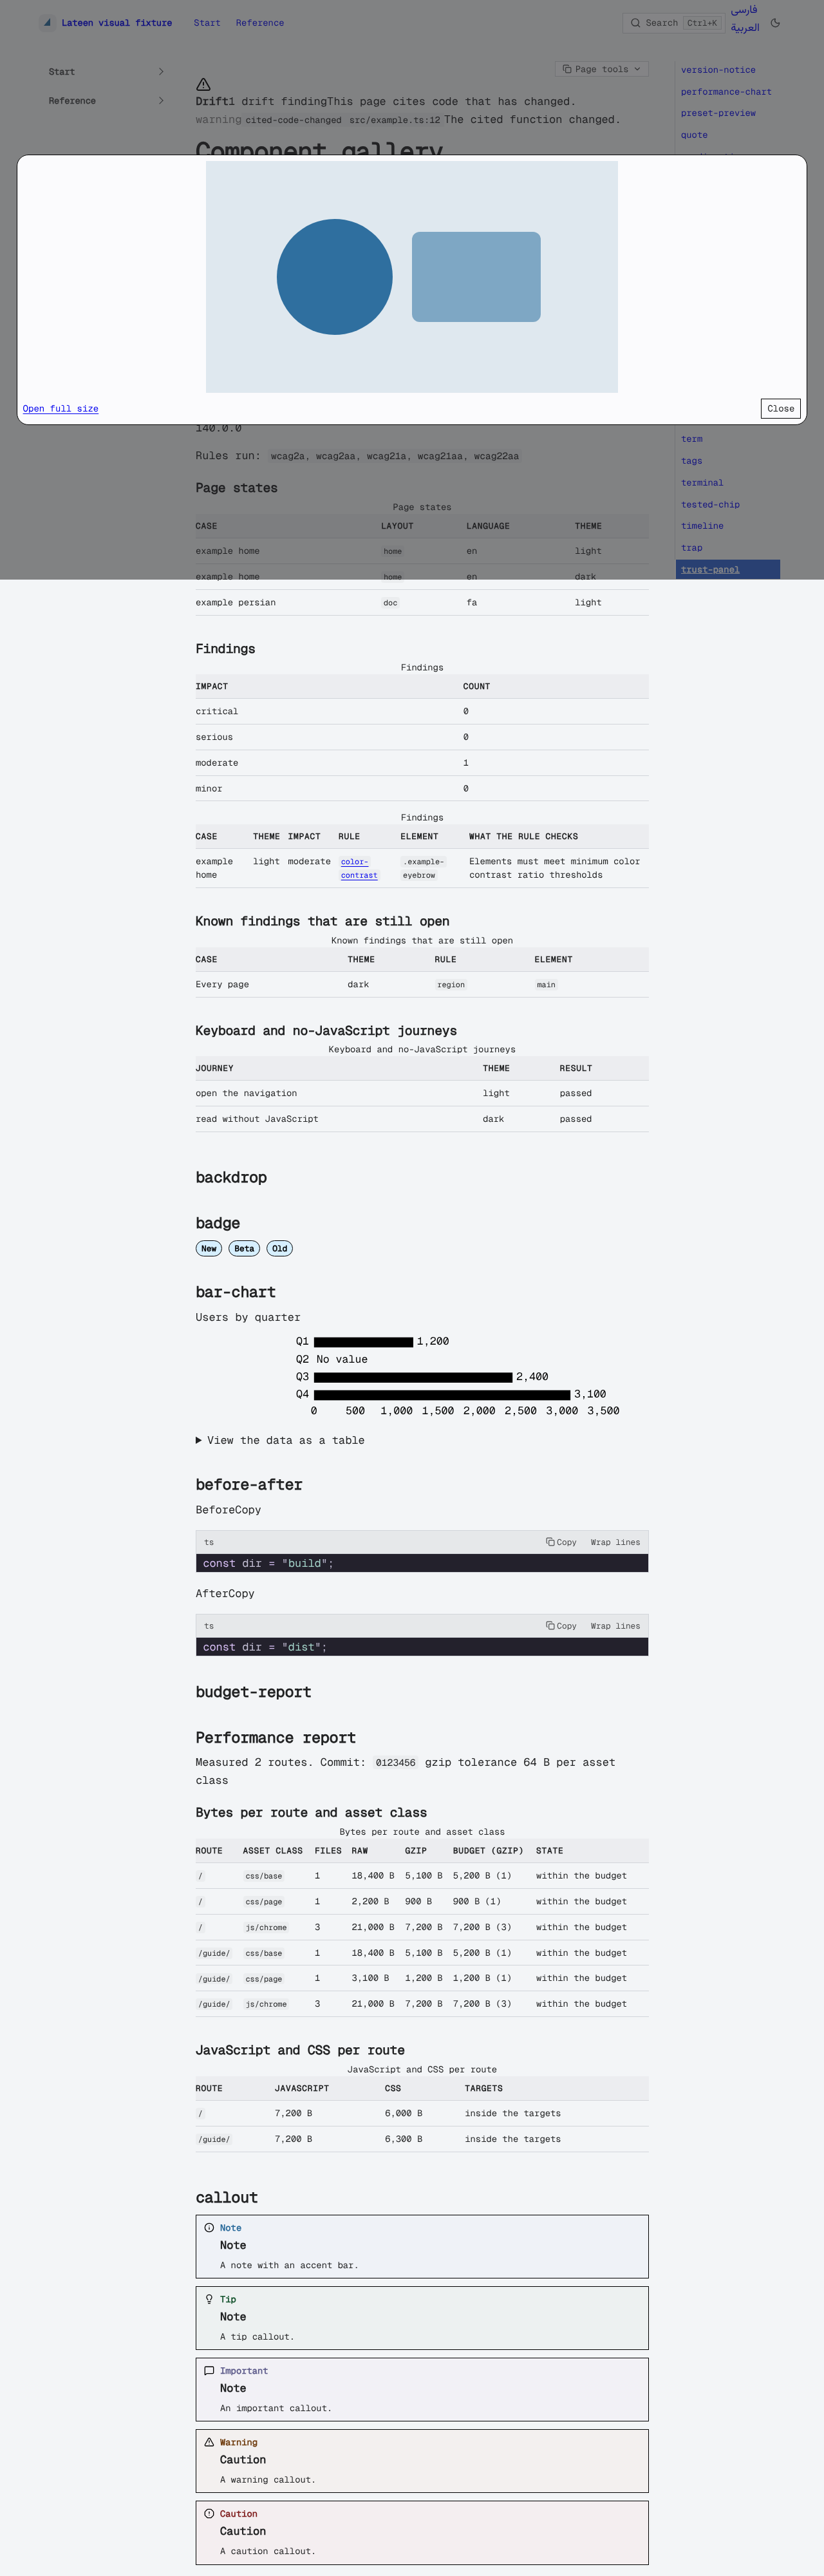 Lateen visual fixture
Start
Reference
Search
Ctrl+K
فارسی
العربية
Start
Reference
Page tools
Drift1 drift findingThis page cites code that has changed.
warning cited-code-changed src/example.ts:12 The cited function changed.
Component gallery
version-notice
performance-chart
preset-preview
quote
Open full size
Close
140.0.0
Rules run: wcag2a, wcag2aa, wcag21a, wcag21aa, wcag22aa
term
tags
terminal
tested-chip
timeline
trap
trust-panel
Page states
Page states
CASE LAYOUT LANGUAGE THEME
example home home en light
example home home en dark
example persian doc fa light
Findings
Findings
IMPACT COUNT
critical 0
serious 0
moderate 1
minor 0
Findings
CASE THEME IMPACT RULE ELEMENT WHAT THE RULE CHECKS
example light moderate color- .example- Elements must meet minimum color
home contrast eyebrow contrast ratio thresholds
Known findings that are still open
Known findings that are still open
CASE THEME RULE ELEMENT
Every page dark region main
Keyboard and no-JavaScript journeys
Keyboard and no-JavaScript journeys
JOURNEY THEME RESULT
open the navigation light passed
read without JavaScript dark passed
backdrop
badge
New Beta Old
bar-chart
Users by quarter
Q1 1,200
Q2 No value
Q3 2,400
Q4 3,100
0 500 1,000 1,500 2,000 2,500 3,000 3,500
View the data as a table
before-after
BeforeCopy
ts Copy Wrap lines
const dir = "build";
AfterCopy
ts Copy Wrap lines
const dir = "dist";
budget-report
Performance report
Measured 2 routes. Commit: 0123456 gzip tolerance 64 B per asset
class
Bytes per route and asset class
Bytes per route and asset class
ROUTE ASSET CLASS FILES RAW GZIP BUDGET (GZIP) STATE
/ css/base 1 18,400 B 5,100 B 5,200 B (1) within the budget
/ css/page 1 2,200 B 900 B 900 B (1) within the budget
/ js/chrome 3 21,000 B 7,200 B 7,200 B (3) within the budget
/guide/ css/base 1 18,400 B 5,100 B 5,200 B (1) within the budget
/guide/ css/page 1 3,100 B 1,200 B 1,200 B (1) within the budget
/guide/ js/chrome 3 21,000 B 7,200 B 7,200 B (3) within the budget
JavaScript and CSS per route
JavaScript and CSS per route
ROUTE JAVASCRIPT CSS TARGETS
/ 7,200 B 6,000 B inside the targets
/guide/ 7,200 B 6,300 B inside the targets
callout
Note
Note
A note with an accent bar.
Tip
Note
A tip callout.
Important
Note
An important callout.
Warning
Caution
A warning callout.
Caution
Caution
A caution callout.